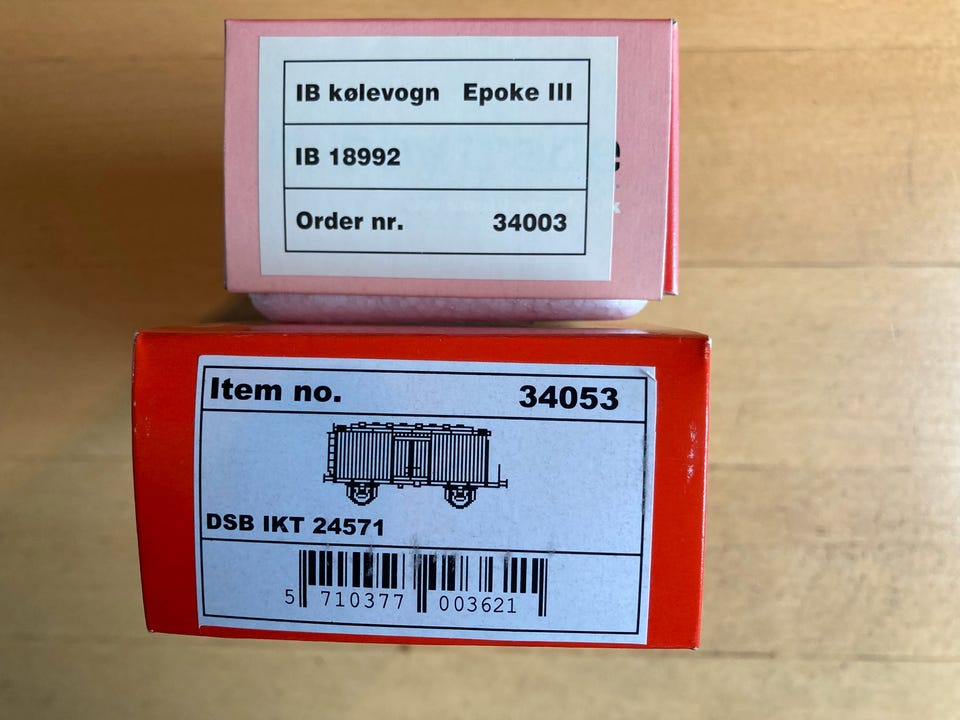 IB kølevogn Epoke III
IB 18992
Order nr. 34003
Item no. 34053
DSB IKT 24571
5 710377 003621